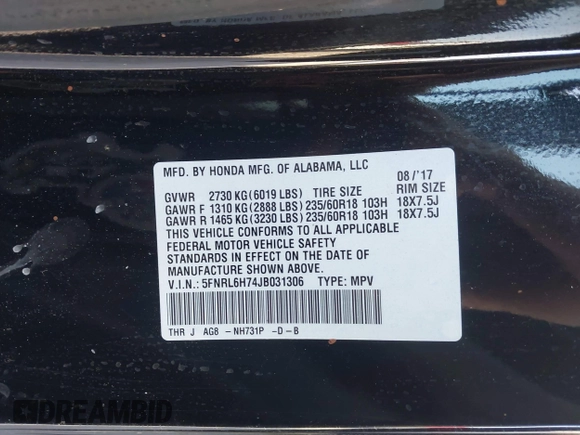 MFD. BY HONDA MFG. OF ALABAMA, LLC 08/'17
GVWR 2730 KG(6019 LBS) TIRE SIZE RIM SIZE
GAWR F 1310 KG(2888 LBS)235/60R18 103H 18X7.5J
GAWR R 1465 KG(3230 LBS)235/60R18 103H 18X7.5J
THIS VEHICLE CONFORMS TO ALL APPLICABLE
FEDERAL MOTOR VEHICLE SAFETY
STANDARDS IN EFFECT ON THE DATE OF
MANUFACTURE SHOWN ABOVE.
V.I.N.: 5FNRL6H74JB031306 TYPE: MPV
THR J AG8 -NH731P -D-B
DREAMBID